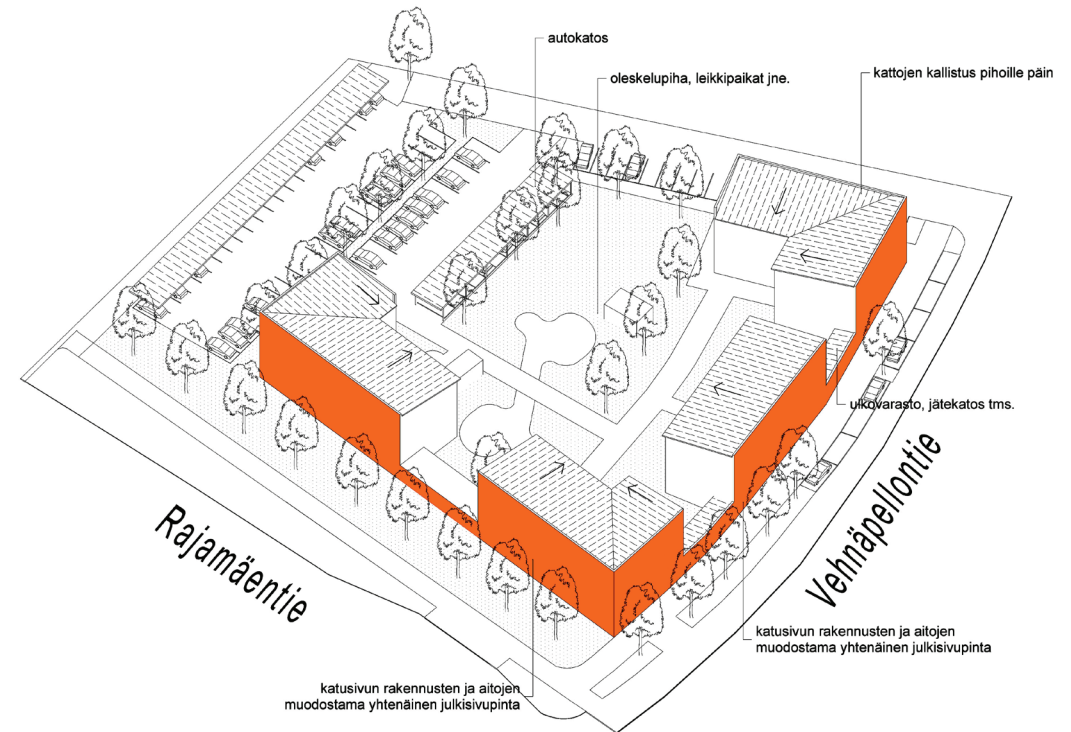 autokatos
oleskelupiha, leikkipaikat jne.
kattojen kallistus pihoille päin
ulkovarasto, jätekatos tms.
Rajamäentie
Vehnäpellontie
katusivun rakennusten ja aitojen
muodostama yhtenäinen julkisivupinta
katusivun rakennusten ja aitojen
muodostama yhtenäinen julkisivupinta